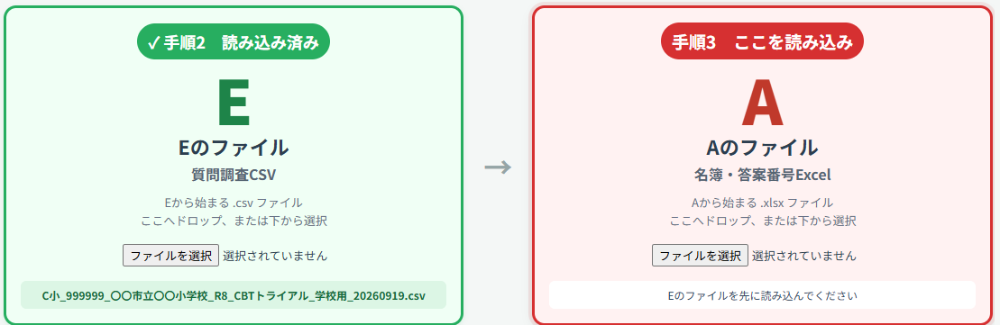 ✓ 手順2　読み込み済み
E
Eのファイル
質問調査CSV
Eから始まる .csv ファイル
ここへドロップ、または下から選択
ファイルを選択 選択されていません
C小_999999_〇〇市立〇〇小学校_R8_CBTトライアル_学校用_20260919.csv
→
手順3　ここを読み込み
A
Aのファイル
名簿・答案番号Excel
Aから始まる .xlsx ファイル
ここへドロップ、または下から選択
ファイルを選択 選択されていません
Eのファイルを先に読み込んでください